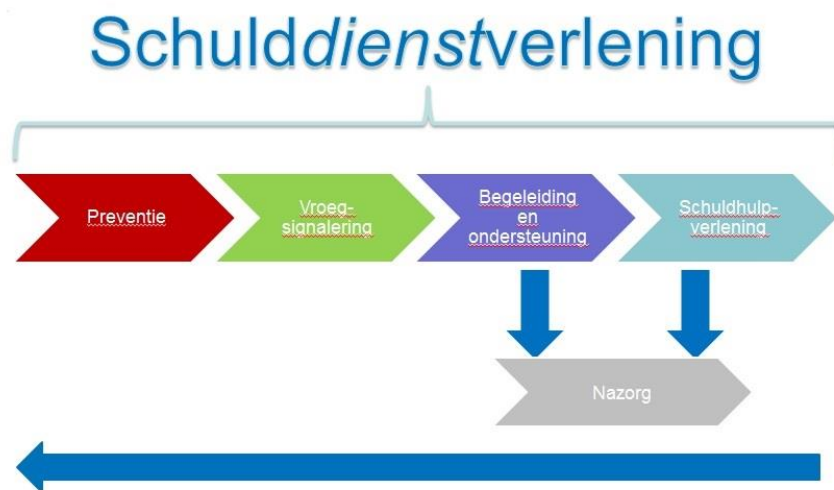 Schulddienstverlening
Preventie
Vroeg-
signalering
Begeleiding
en
ondersteuning
Schuldhulp-
verlening
Nazorg